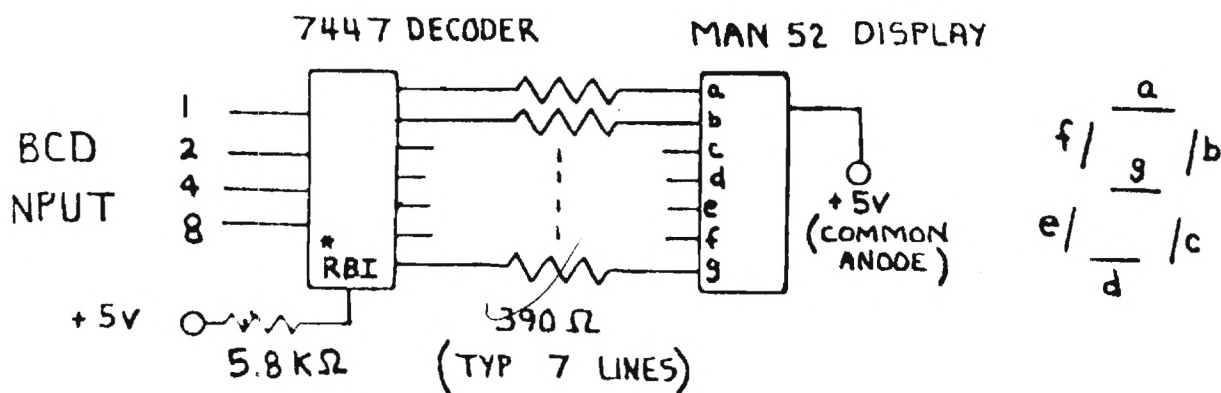 7447 DECODER
MAN 52 DISPLAY
BCD
NPUT
1
2
4
8
*
RBI
+ 5V
5.8 KΩ
390 Ω
(TYP 7 LINES)
a
b
c
d
e
f
g
+ 5V
(COMMON
ANODE)
a
f
b
g
e
c
d